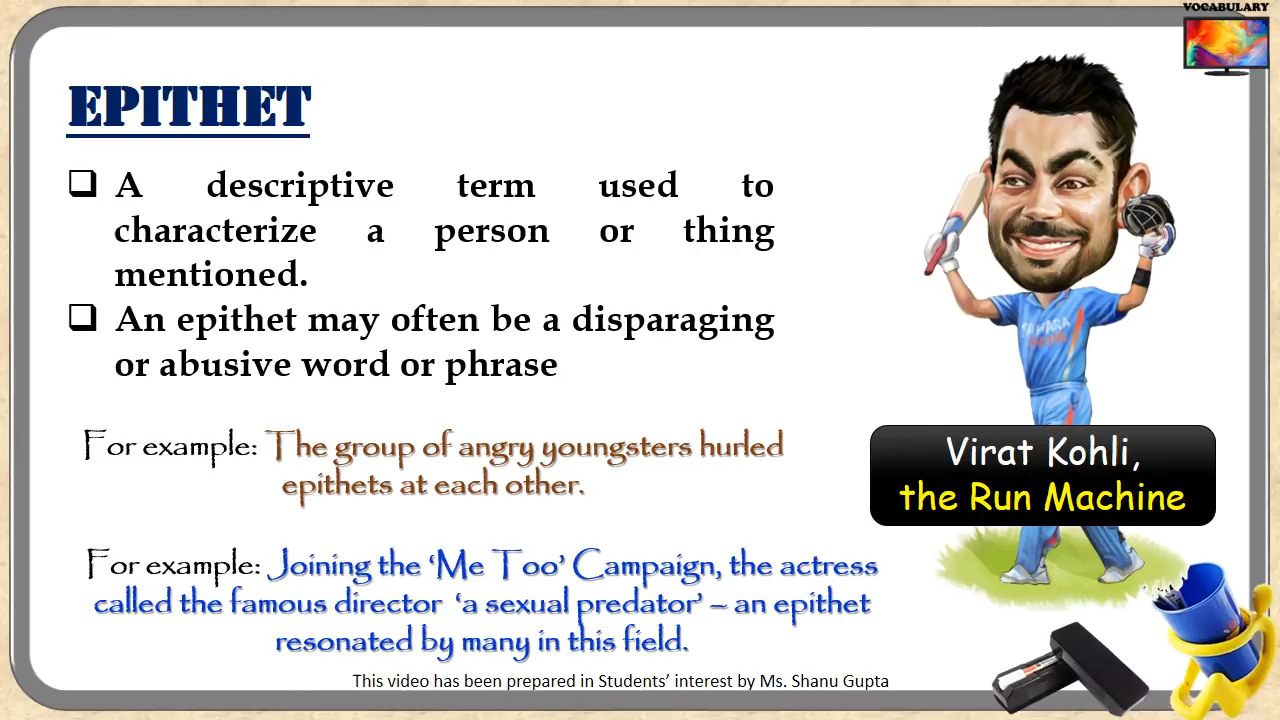 VOCABULARY
EPITHET
❑ A descriptive term used to
characterize a person or thing
mentioned.
❑ An epithet may often be a disparaging
or abusive word or phrase
For example: The group of angry youngsters hurled
epithets at each other.
Virat Kohli,
the Run Machine
For example: Joining the ‘Me Too’ Campaign, the actress
called the famous director ‘a sexual predator’ – an epithet
resonated by many in this field.
This video has been prepared in Students’ interest by Ms. Shanu Gupta